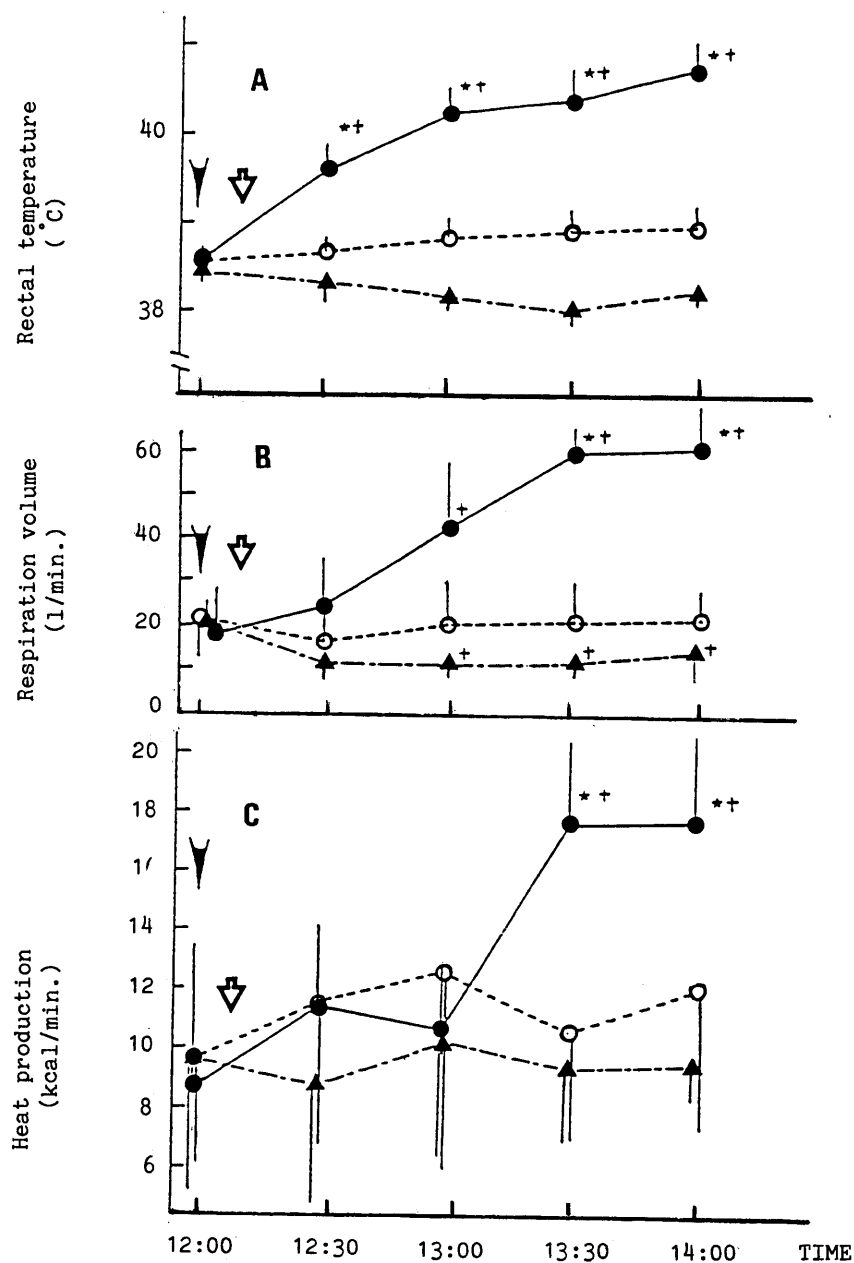 A
Rectal temperature
(°C)
40
38
*†
*†
*†
*†
B
Respiration volume
(l/min.)
60
40
20
0
†
*†
*†
†
†
†
C
Heat production
(kcal/min.)
20
18
14
12
10
8
6
*†
*†
12:00 12:30 13:00 13:30 14:00 TIME